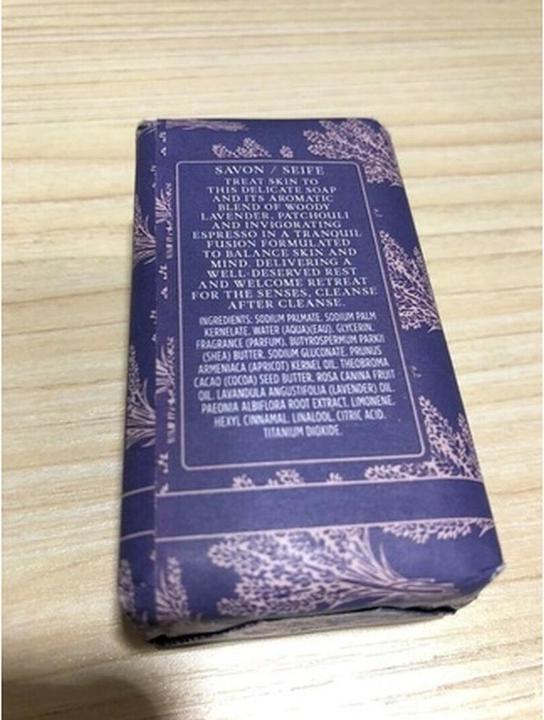 SAVON / SEIFE
TREAT SKIN TO
THIS DELICATE SOAP
AND ITS AROMATIC
BLEND OF WOODY
LAVENDER, PATCHOULI
AND INVIGORATING
ESPRESSO IN A TRANQUIL
FUSION FORMULATED
TO BALANCE SKIN AND
MIND, DELIVERING A
WELL-DESERVED REST
AND WELCOME RETREAT
FOR THE SENSES, CLEANSE
AFTER CLEANSE.
INGREDIENTS: SODIUM PALMATE, SODIUM PALM
KERNELATE, WATER (AQUA)(EAU), GLYCERIN,
FRAGRANCE (PARFUM), BUTYROSPERMUM PARKII
(SHEA) BUTTER, SODIUM GLUCONATE, PRUNUS
ARMENIACA (APRICOT) KERNEL OIL, THEOBROMA
CACAO (COCOA) SEED BUTTER, ROSA CANINA FRUIT
OIL, LAVANDULA ANGUSTIFOLIA (LAVENDER) OIL,
PAEONIA ALBIFLORA ROOT EXTRACT, LIMONENE,
HEXYL CINNAMAL, LINALOOL, CITRIC ACID,
TITANIUM DIOXIDE.